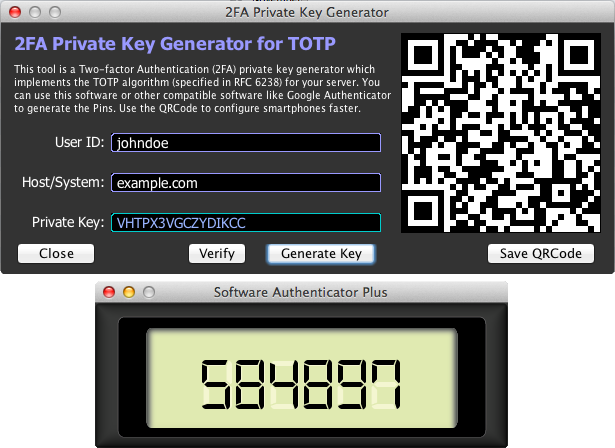 2FA Private Key Generator
2FA Private Key Generator for TOTP
This tool is a Two-factor Authentication (2FA) private key generator which
implements the TOTP algorithm (specified in RFC 6238) for your server. You
can use this software or other compatible software like Google Authenticator
to generate the Pins. Use the QRCode to configure smartphones faster.
User ID: johndoe
Host/System: example.com
Private Key: VHTPX3VGCZYDIKCC
Close Verify Generate Key Save QRCode
Software Authenticator Plus
584897